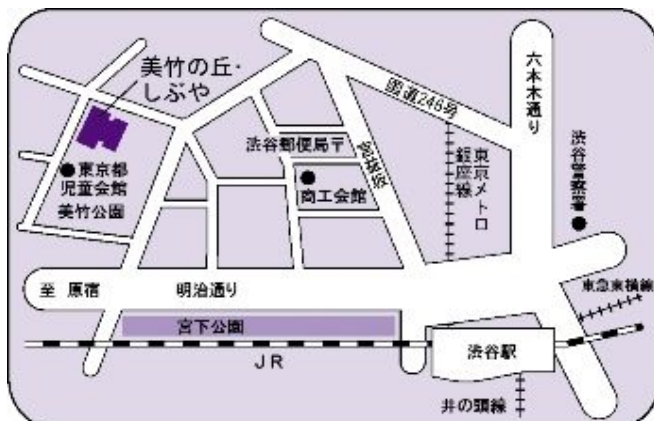 美竹の丘・
しぶや
国道246号
六本木通り
渋谷郵便局〒
宮益坂
東京メトロ
銀座線
渋谷警察署
東京都
児童会館
商工会館
美竹公園
至 原宿
明治通り
東急東横線
宮下公園
渋谷駅
JR
井の頭線